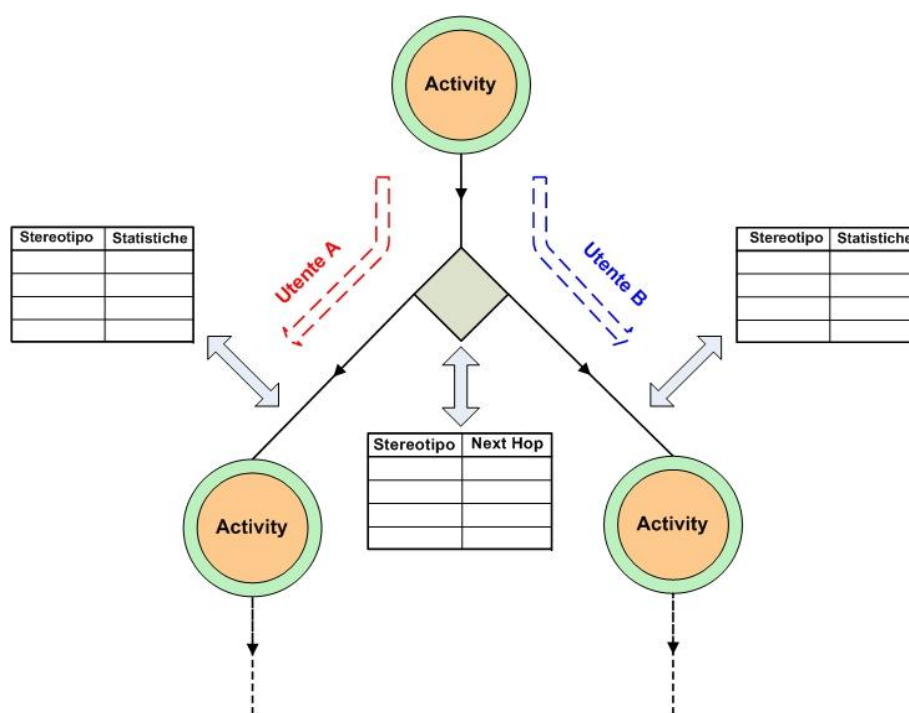 Activity
Utente A
Utente B
Stereotipo Statistiche
Stereotipo Statistiche
Stereotipo Next Hop
Activity
Activity